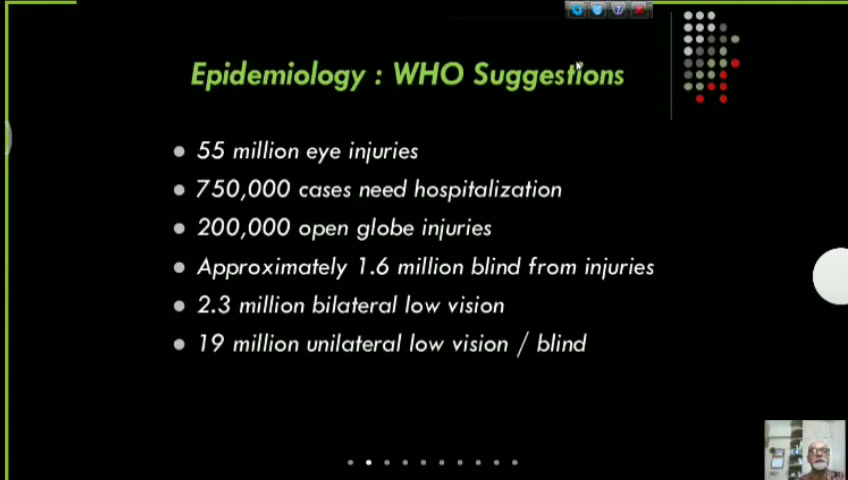 Epidemiology : WHO Suggestions
55 million eye injuries
750,000 cases need hospitalization
200,000 open globe injuries
Approximately 1.6 million blind from injuries
2.3 million bilateral low vision
19 million unilateral low vision / blind